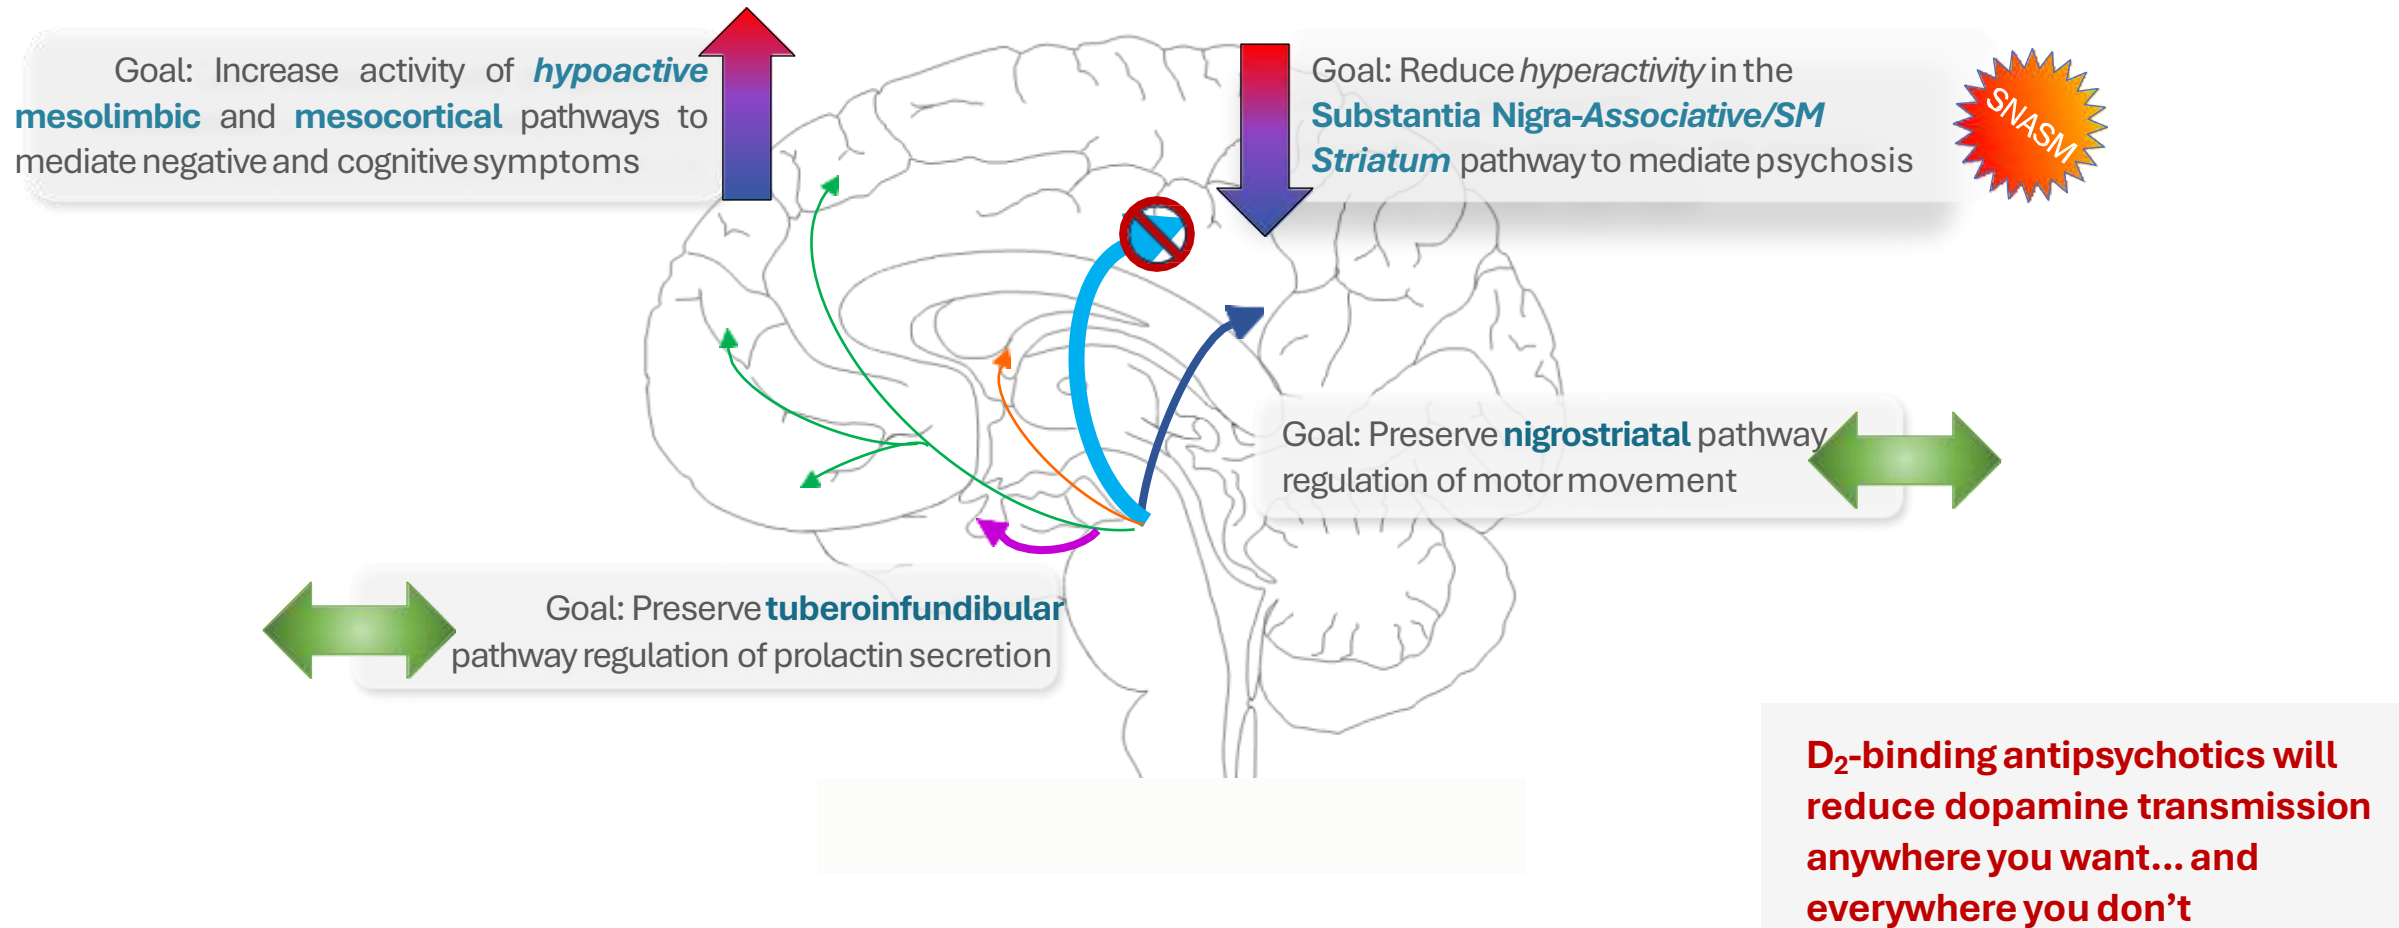 Goal: Increase activity of hypoactive
mesolimbic and mesocortical pathways to
mediate negative and cognitive symptoms
Goal: Reduce hyperactivity in the
Substantia Nigra-Associative/SM
Striatum pathway to mediate psychosis
SNASM
Goal: Preserve nigrostriatal pathway
regulation of motor movement
Goal: Preserve tuberoinfundibular
pathway regulation of prolactin secretion
D₂-binding antipsychotics will
reduce dopamine transmission
anywhere you want... and
everywhere you don’t